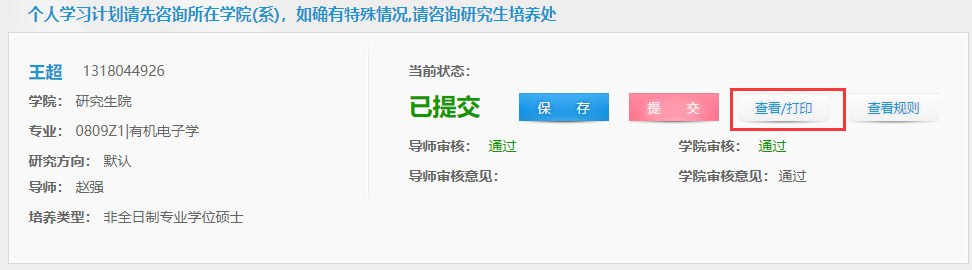 个人学习计划请先咨询所在学院(系)，如确有特殊情况,请咨询研究生培养处
王超 1318044926
学院： 研究生院
专业： 0809Z1|有机电子学
研究方向： 默认
导师： 赵强
培养类型： 非全日制专业学位硕士
当前状态：
已提交 保 存 提 交 查看/打印 查看规则
导师审核： 通过 学院审核： 通过
导师审核意见： 学院审核意见：通过